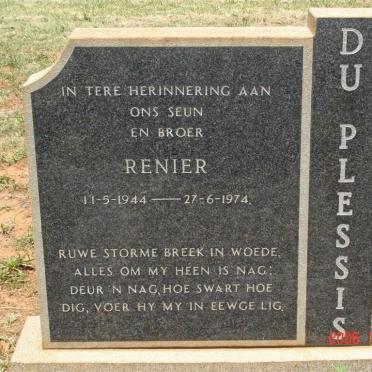 IN TERE HERINNERING AAN
ONS SEUN
EN BROER
RENIER
11-5-1944 — 27-6-1974.
RUWE STORME BREEK IN WOEDE,
ALLES OM MY HEEN IS NAG;
DEUR 'N NAG, HOE SWART HOE
DIG, VOER HY MY IN EEWGE LIG.
DU PLESSIS